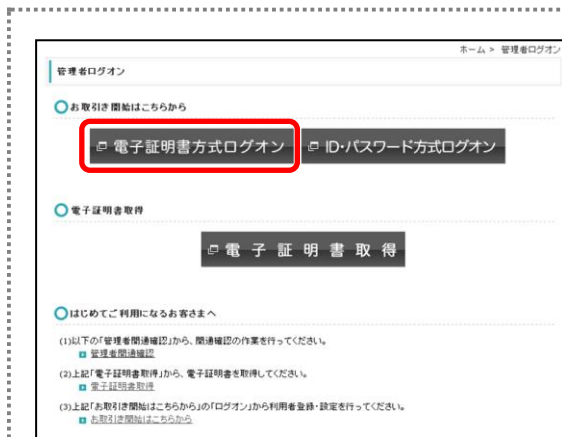 ホーム > 管理者ログオン
管理者ログオン
お取引き開始はこちらから
電子証明書方式ログオン
ID・パスワード方式ログオン
電子証明書取得
電子証明書取得
はじめてご利用になるお客さまへ
(1)以下の「管理者開通確認」から、開通確認の作業を行ってください。
管理者開通確認
(2)上記「電子証明書取得」から、電子証明書を取得してください。
電子証明書取得
(3)上記「お取引き開始はこちらから」の「ログオン」から利用者登録・設定を行ってください。
お取引き開始はこちらから